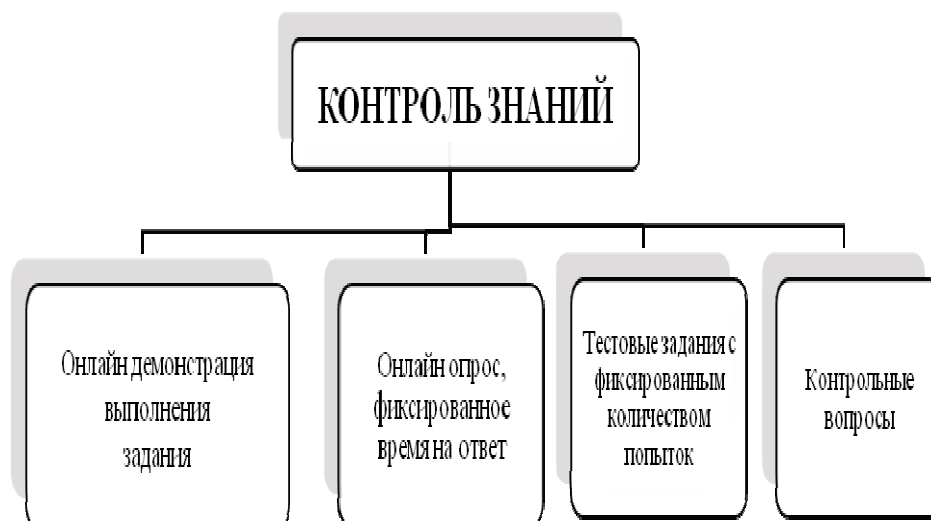 КОНТРОЛЬ ЗНАНИЙ
Онлайн демонстрация
выполнения
задания
Онлайн опрос,
фиксированное
время на ответ
Тестовые задания с
фиксированным
количеством
попыток
Контрольные
вопросы